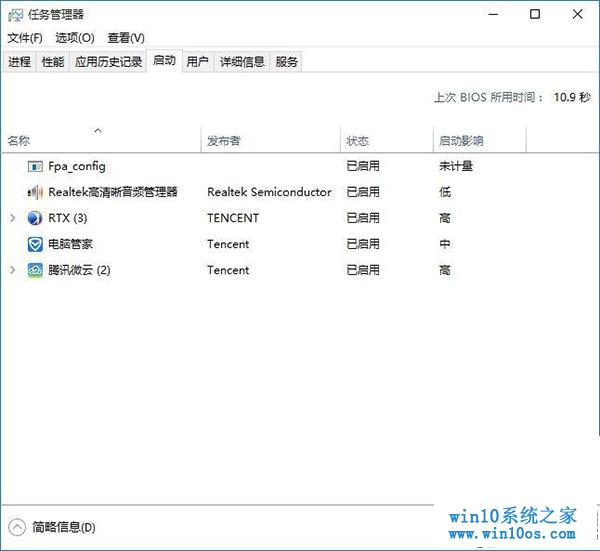 任务管理器
文件(F) 选项(O) 查看(V)
进程 性能 应用历史记录 启动 用户 详细信息 服务
上次 BIOS 所用时间： 10.9 秒
名称 发布者 状态 启动影响
Fpa_config 已启用 未计量
Realtek高清晰音频管理器 Realtek Semiconductor 已启用 低
RTX (3) TENCENT 已启用 高
电脑管家 Tencent 已启用 中
腾讯微云 (2) Tencent 已启用 高
简略信息(D)
win10系统之家
www.win10os.com